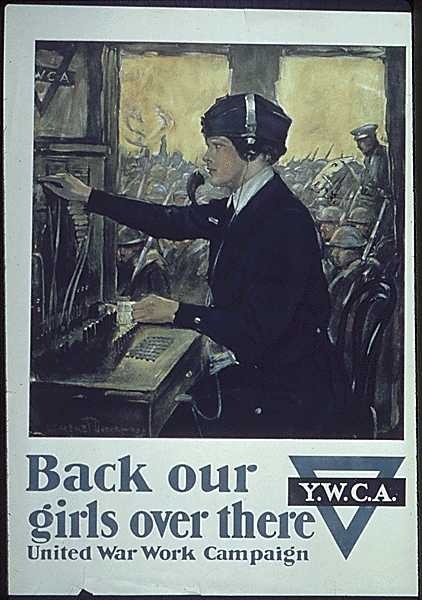 Y.W.C.A.
Back our
girls over there
Y.W.C.A.
United War Work Campaign